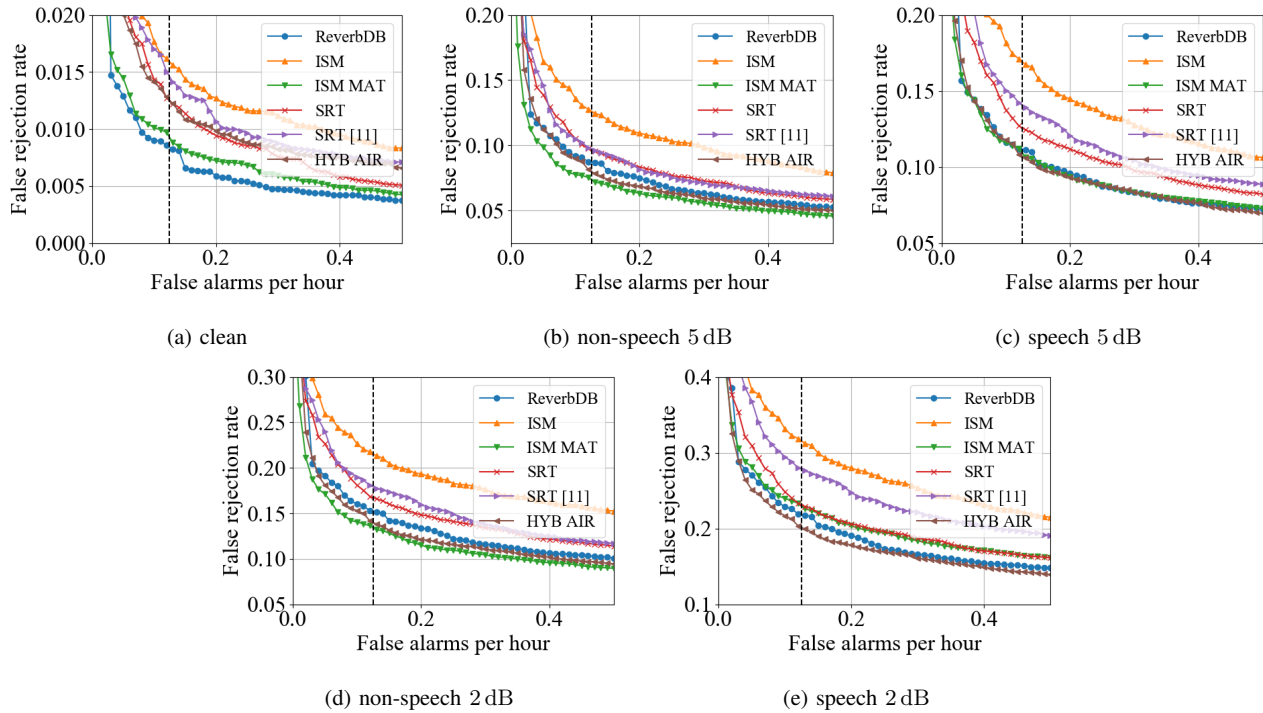 False rejection rate
0.020
0.015
0.010
0.005
0.000
0.0
0.2
0.4
False alarms per hour
ReverbDB
ISM
ISM MAT
SRT
SRT [11]
HYB AIR
(a) clean
False rejection rate
0.20
0.15
0.10
0.05
0.0
0.2
0.4
False alarms per hour
ReverbDB
ISM
ISM MAT
SRT
SRT [11]
HYB AIR
(b) non-speech 5 dB
False rejection rate
0.20
0.15
0.10
0.05
0.0
0.2
0.4
False alarms per hour
ReverbDB
ISM
ISM MAT
SRT
SRT [11]
HYB AIR
(c) speech 5 dB
False rejection rate
0.30
0.25
0.20
0.15
0.10
0.05
0.0
0.2
0.4
False alarms per hour
ReverbDB
ISM
ISM MAT
SRT
SRT [11]
HYB AIR
(d) non-speech 2 dB
False rejection rate
0.4
0.3
0.2
0.1
0.0
0.2
0.4
False alarms per hour
ReverbDB
ISM
ISM MAT
SRT
SRT [11]
HYB AIR
(e) speech 2 dB